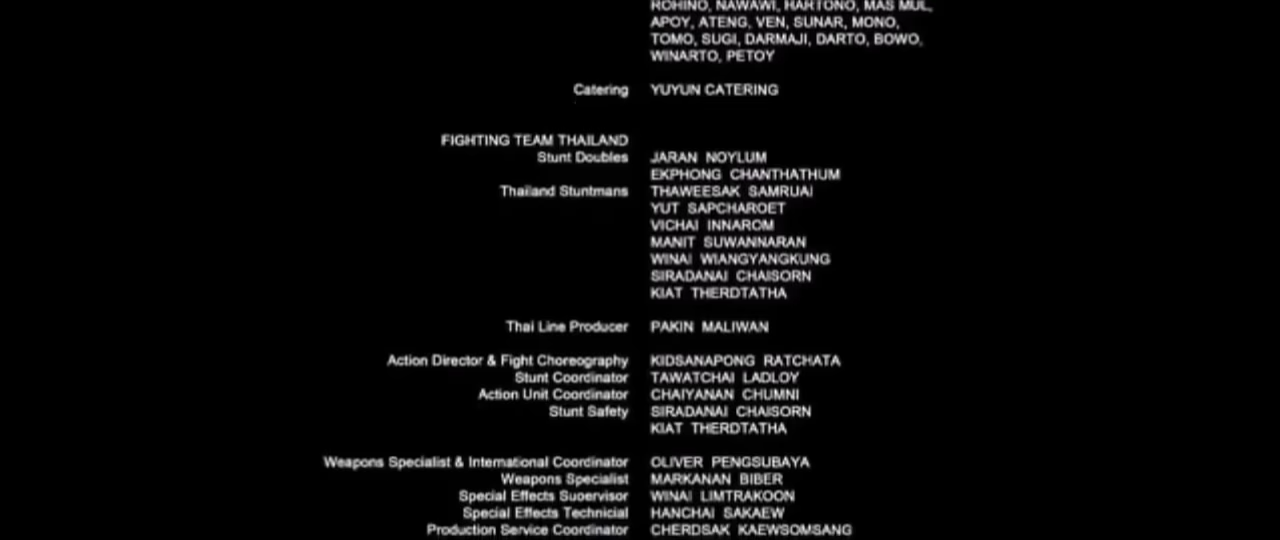 ROHINO, NAWAWI, HARTONO, MAS MUL,
APOY, ATENG, VEN, SUNAR, MONO,
TOMO, SUGI, DARMAJI, DARTO, BOWO,
WINARTO, PETOY
Catering YUYUN CATERING
FIGHTING TEAM THAILAND
Stunt Doubles JARAN NOYLUM
EKPHONG CHANTHATHUM
Thailand Stuntmans THAWEESAK SAMRUAI
YUT SAPCHAROET
VICHAI INNAROM
MANIT SUWANNARAN
WINAI WIANGYANGKUNG
SIRADANAI CHAISORN
KIAT THERDTATHA
Thai Line Producer PAKIN MALIWAN
Action Director & Fight Choreography KIDSANAPONG RATCHATA
Stunt Coordinator TAWATCHAI LADLOY
Action Unit Coordinator CHAIYANAN CHUMNI
Stunt Safety SIRADANAI CHAISORN
KIAT THERDTATHA
Weapons Specialist & International Coordinator OLIVER PENGSUBAYA
Weapons Specialist MARKANAN BIBER
Special Effects Suoervisor WINAI LIMTRAKOON
Special Effects Technicial HANCHAI SAKAEW
Production Service Coordinator CHERDSAK KAEWSOMSANG